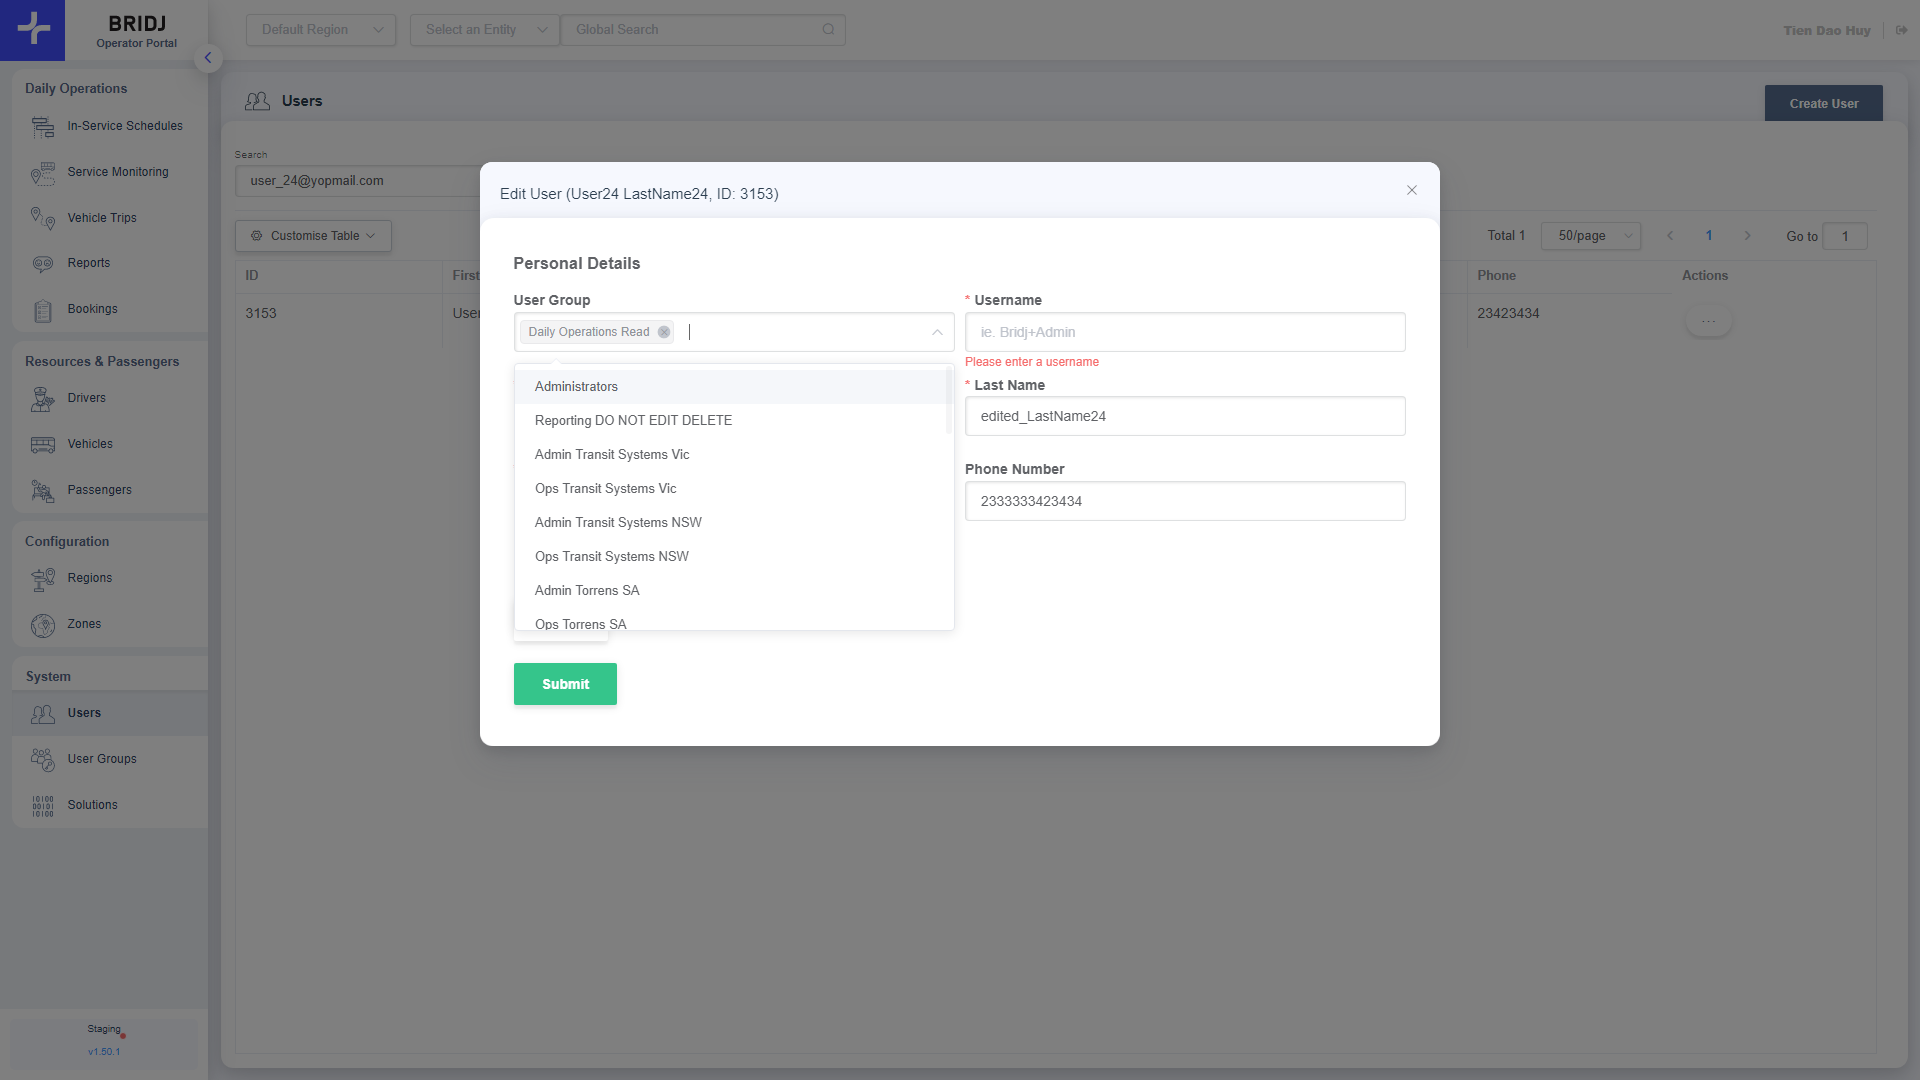 BRIDJ
Operator Portal
Default Region
Select an Entity
Global Search
Tien Dao Huy
Daily Operations
In-Service Schedules
Service Monitoring
Vehicle Trips
Reports
Bookings
Resources & Passengers
Drivers
Vehicles
Passengers
Configuration
Regions
Zones
System
Users
User Groups
Solutions
Staging
v1.50.1
Users
Create User
Search
user_24@yopmail.com
Customise Table
Total 1
50/page
1
Go to
1
ID
First
Phone
Actions
3153
User
23423434
...
Edit User (User24 LastName24, ID: 3153)
Personal Details
User Group
Daily Operations Read
* Username
ie. Bridj+Admin
Please enter a username
* Last Name
edited_LastName24
Phone Number
2333333423434
Administrators
Reporting DO NOT EDIT DELETE
Admin Transit Systems Vic
Ops Transit Systems Vic
Admin Transit Systems NSW
Ops Transit Systems NSW
Admin Torrens SA
Ops Torrens SA
Submit